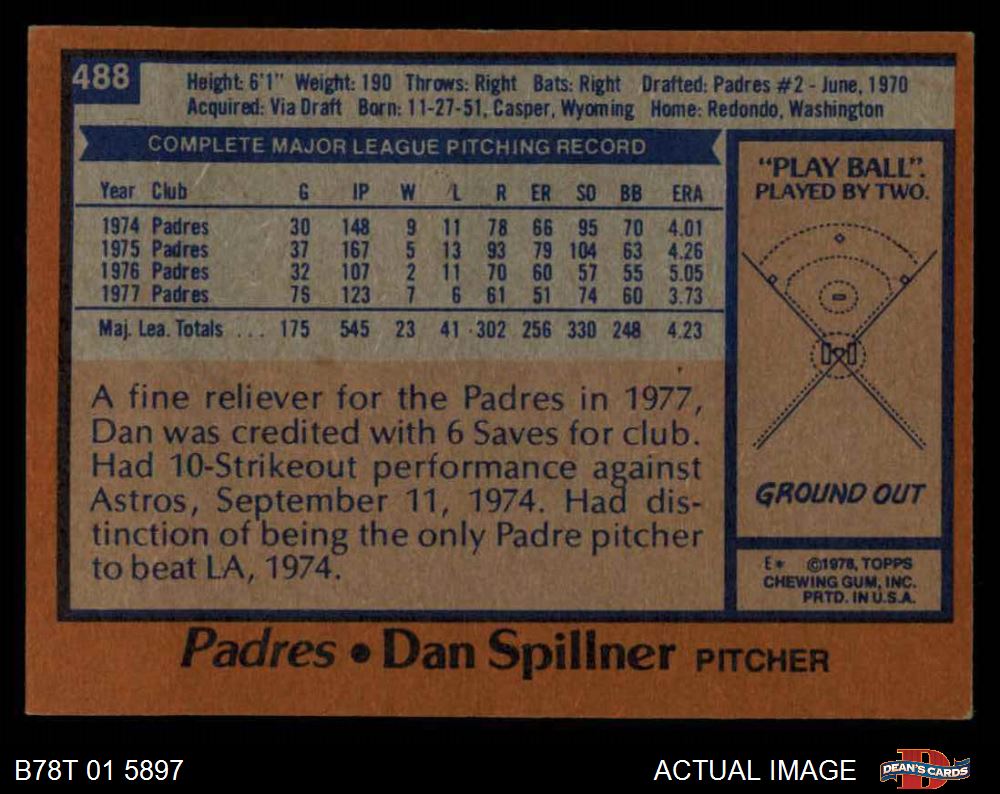 488
Height: 6'1" Weight: 190 Throws: Right Bats: Right Drafted: Padres #2 - June, 1970
Acquired: Via Draft Born: 11-27-51, Casper, Wyoming Home: Redondo, Washington
COMPLETE MAJOR LEAGUE PITCHING RECORD
Year Club G IP W L R ER SO BB ERA
1974 Padres 30 148 9 11 78 66 95 70 4.01
1975 Padres 37 167 5 13 93 79 104 63 4.26
1976 Padres 32 107 2 11 70 60 57 55 5.05
1977 Padres 76 123 7 6 61 51 74 60 3.73
Maj. Lea. Totals ... 175 545 23 41 302 256 330 248 4.23
A fine reliever for the Padres in 1977,
Dan was credited with 6 Saves for club.
Had 10-Strikeout performance against
Astros, September 11, 1974. Had dis-
tinction of being the only Padre pitcher
to beat LA, 1974.
"PLAY BALL".
PLAYED BY TWO.
GROUND OUT
E* ©1978, TOPPS
CHEWING GUM, INC.
PRTD. IN U.S.A.
Padres • Dan Spillner PITCHER
B78T 01 5897
ACTUAL IMAGE
D
DEAN'S CARDS